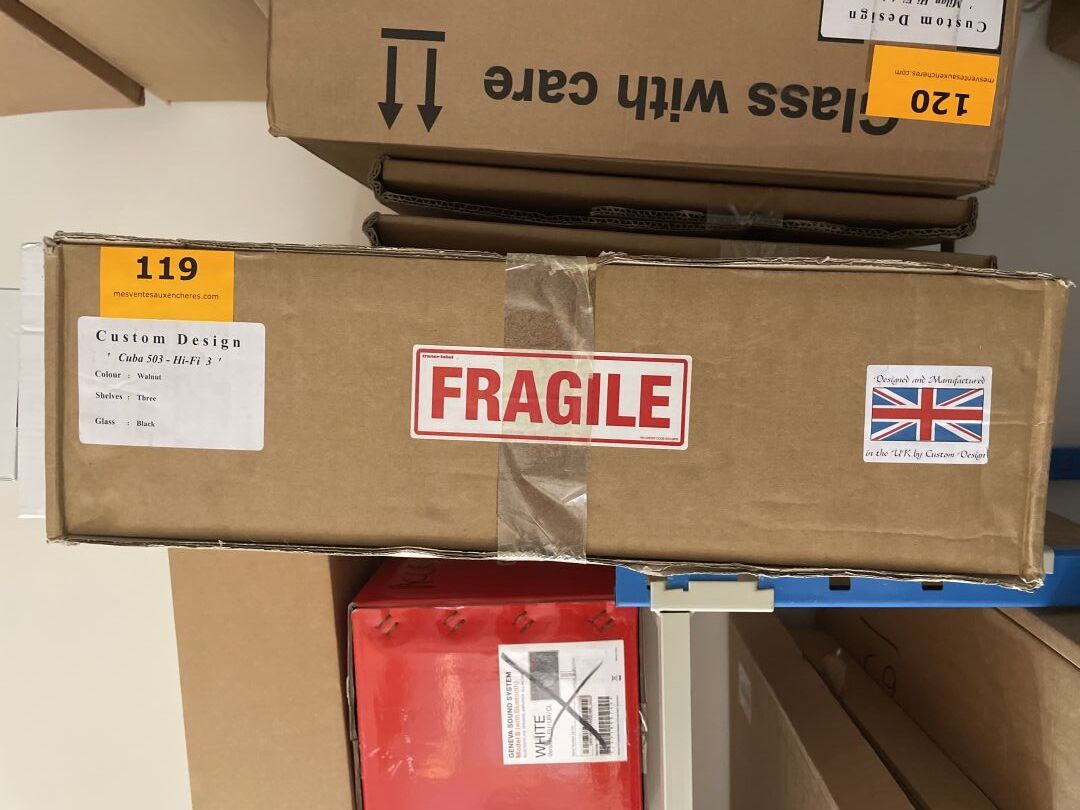 Custom Design
120
mesventesauxencheres.com
Glass with care
119
mesventesauxencheres.com
Custom Design
' Cuba 503 - Hi-Fi 3 '
Colour : Walnut
Shelves : Three
Glass : Black
FRAGILE
Designed and Manufactured
in the UK by Custom Design
GENEVA SOUND SYSTEM
WHITE